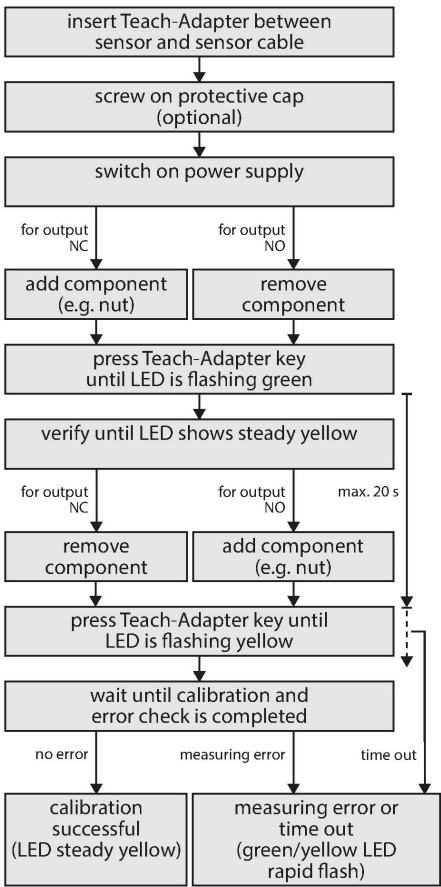 insert Teach-Adapter between
sensor and sensor cable
screw on protective cap
(optional)
switch on power supply
for output
NC
for output
NO
add component
(e.g. nut)
remove
component
press Teach-Adapter key
until LED is flashing green
verify until LED shows steady yellow
for output
NC
for output
NO
max. 20 s
remove
component
add component
(e.g. nut)
press Teach-Adapter key until
LED is flashing yellow
wait until calibration and
error check is completed
no error
measuring error
time out
calibration
successful
(LED steady yellow)
measuring error or
time out
(green/yellow LED
rapid flash)